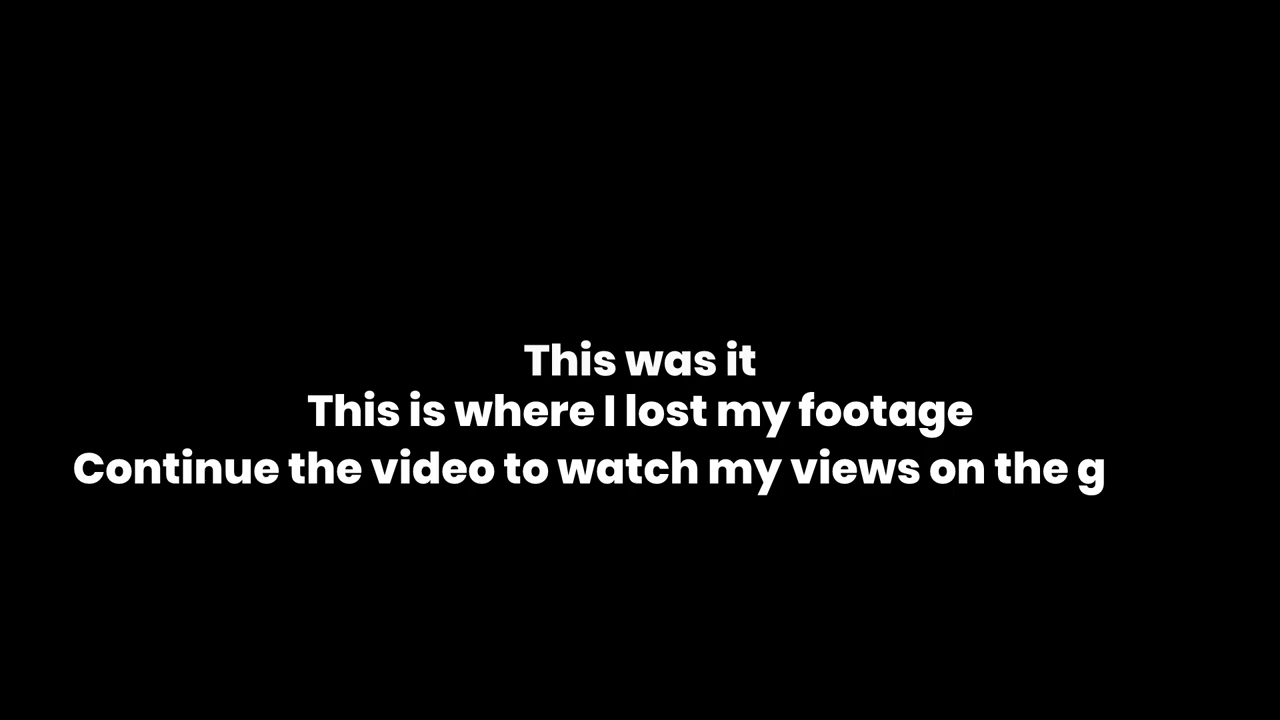 This was it
This is where I lost my footage
Continue the video to watch my views on the g